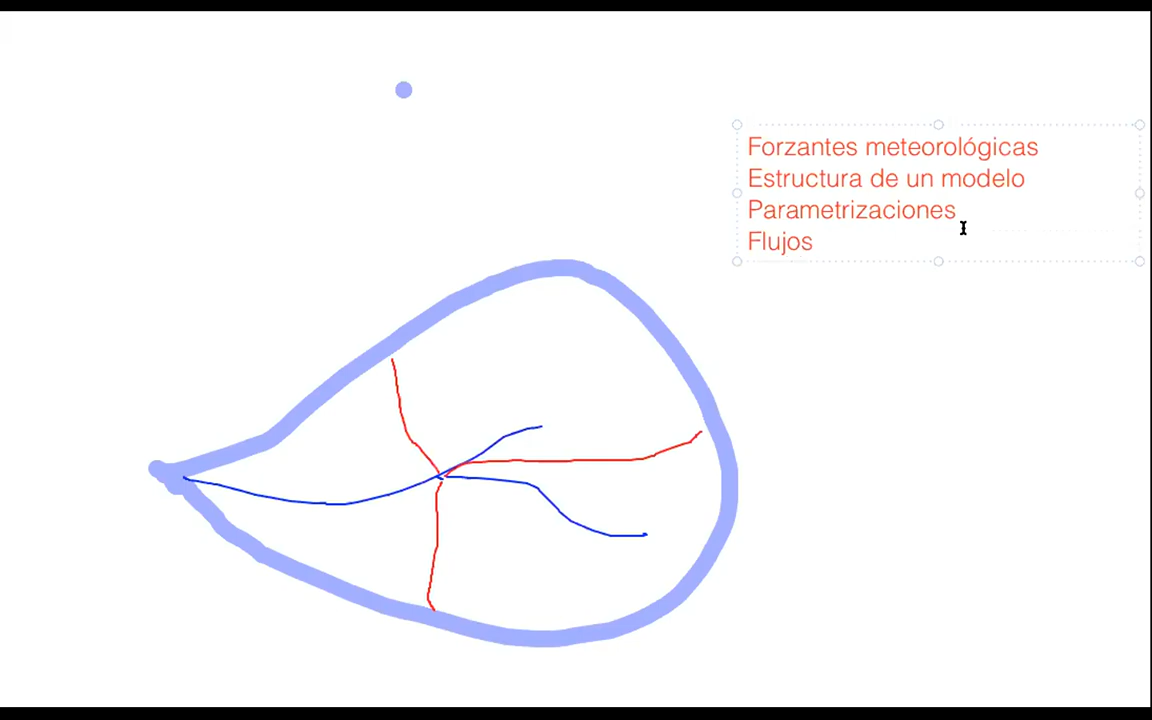 Forzantes meteorológicas
Estructura de un modelo
Parametrizaciones
Flujos